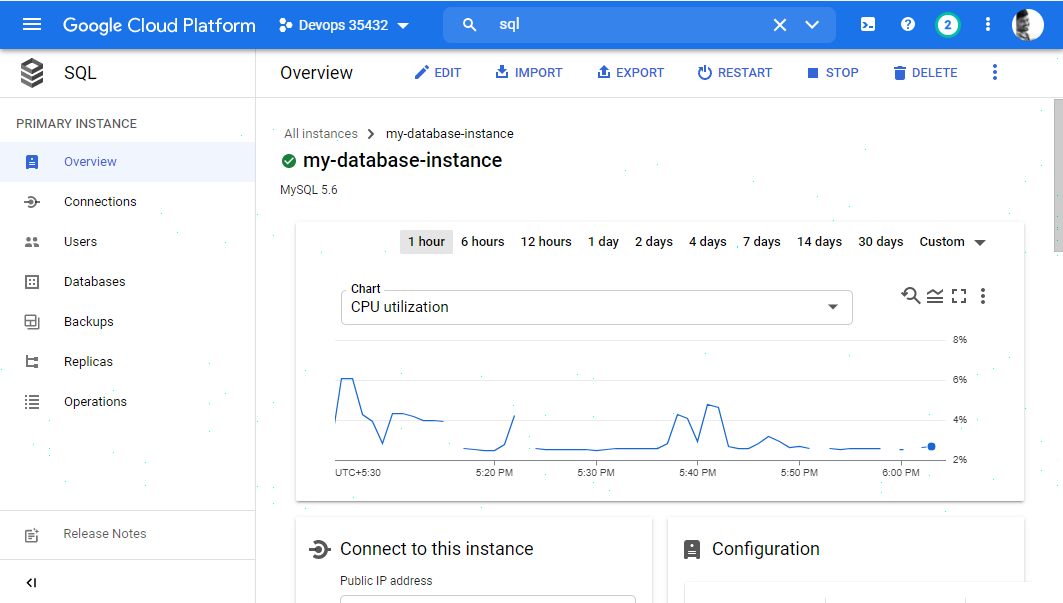 Google Cloud Platform
Devops 35432
sql
2
SQL
Overview
EDIT
IMPORT
EXPORT
RESTART
STOP
DELETE
PRIMARY INSTANCE
Overview
Connections
Users
Databases
Backups
Replicas
Operations
Release Notes
All instances
my-database-instance
my-database-instance
MySQL 5.6
1 hour 6 hours 12 hours 1 day 2 days 4 days 7 days 14 days 30 days Custom
Chart
CPU utilization
8%
6%
4%
2%
UTC+5:30 5:20 PM 5:30 PM 5:40 PM 5:50 PM 6:00 PM
Connect to this instance
Public IP address
Configuration